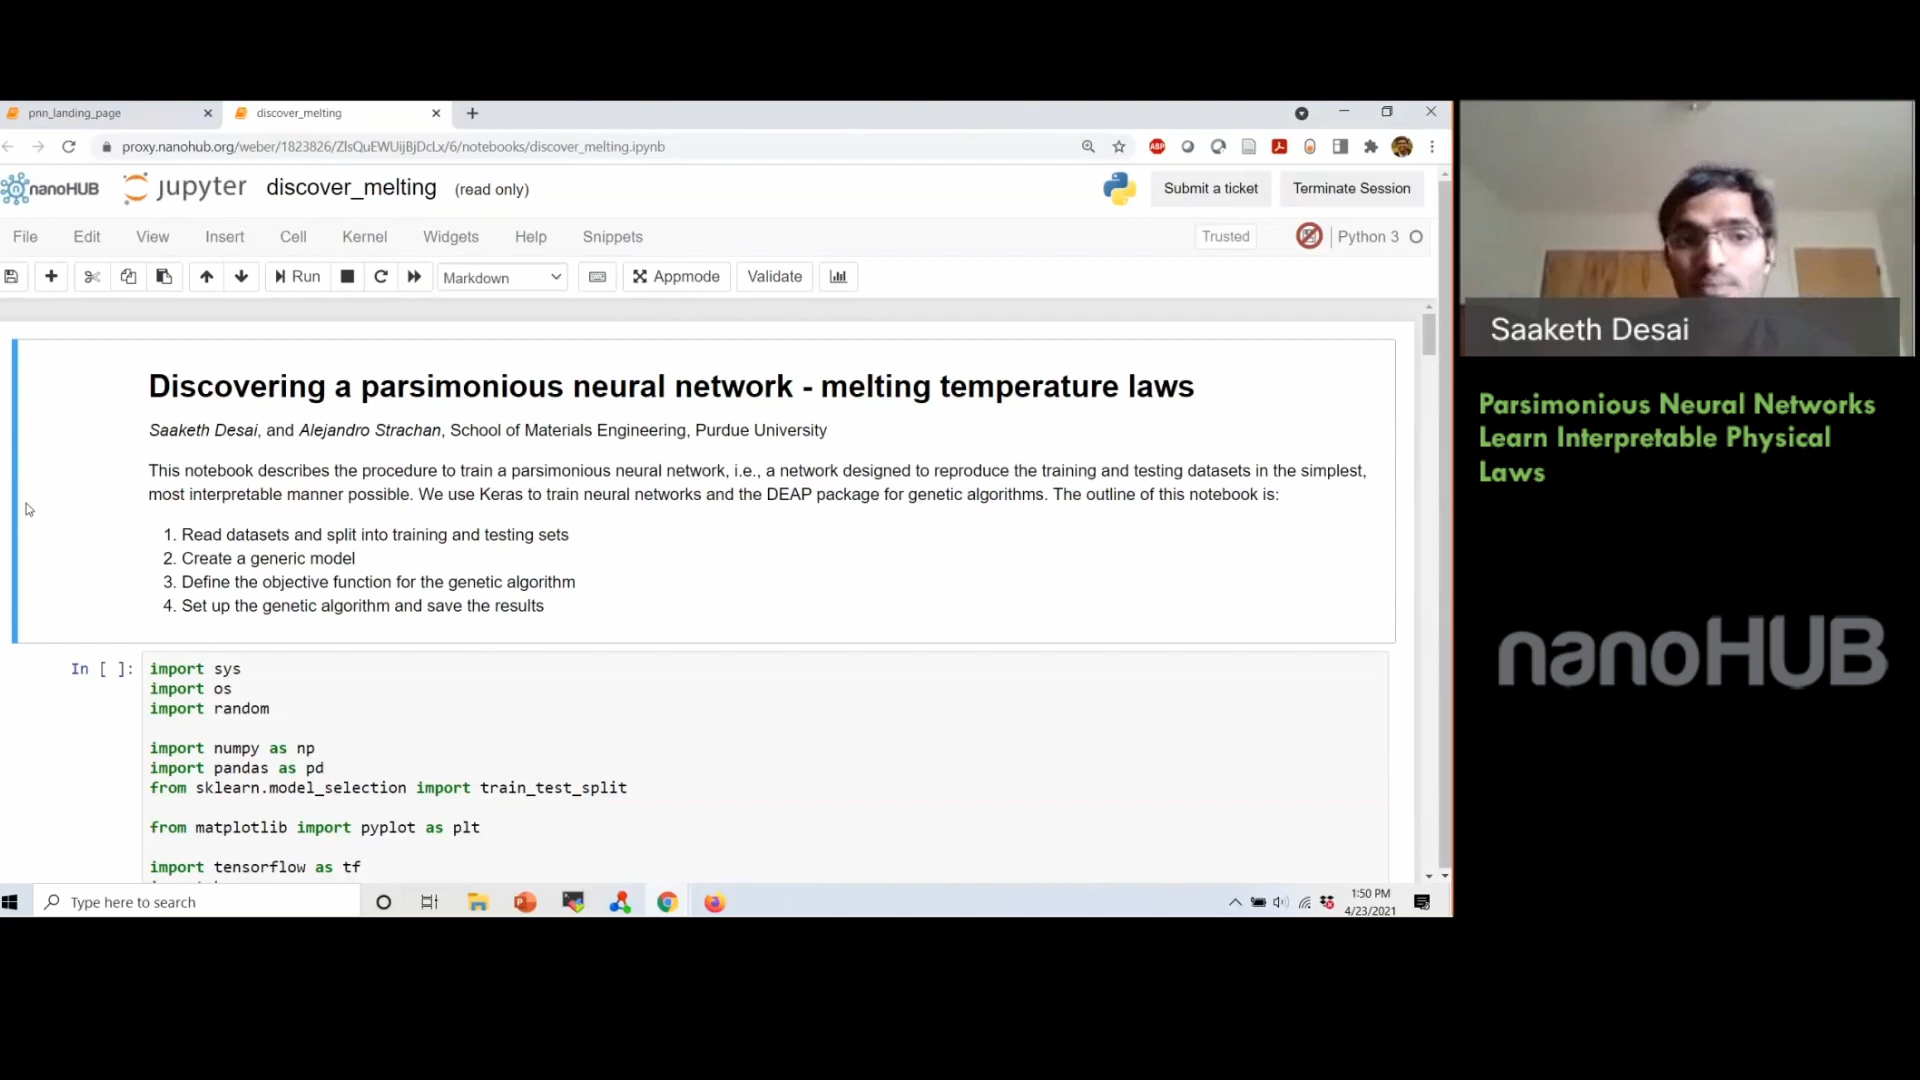 pnn_landing_page
discover_melting
proxy.nanohub.org/weber/1823826/ZlsQuEWUijBjDcLx/6/notebooks/discover_melting.ipynb
ABP
nanoHUB jupyter discover_melting (read only)
Submit a ticket
Terminate Session
File Edit View Insert Cell Kernel Widgets Help Snippets
Trusted
Python 3
Run
Markdown
Appmode
Validate
Discovering a parsimonious neural network - melting temperature laws
Saaketh Desai, and Alejandro Strachan, School of Materials Engineering, Purdue University
This notebook describes the procedure to train a parsimonious neural network, i.e., a network designed to reproduce the training and testing datasets in the simplest,
most interpretable manner possible. We use Keras to train neural networks and the DEAP package for genetic algorithms. The outline of this notebook is:
1. Read datasets and split into training and testing sets
2. Create a generic model
3. Define the objective function for the genetic algorithm
4. Set up the genetic algorithm and save the results
In [ ]:
import sys
import os
import random
import numpy as np
import pandas as pd
from sklearn.model_selection import train_test_split
from matplotlib import pyplot as plt
import tensorflow as tf
Type here to search
1:50 PM
4/23/2021
Saaketh Desai
Parsimonious Neural Networks
Learn Interpretable Physical
Laws
nanoHUB